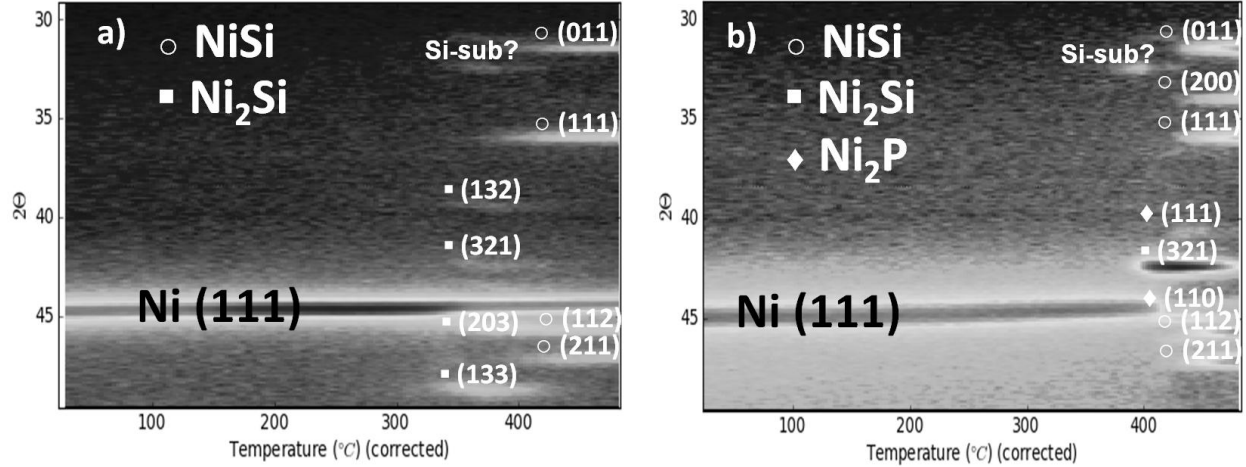 a)
○ NiSi
■ Ni₂Si
Si-sub?
○ (011)
○ (111)
■ (132)
■ (321)
Ni (111)
■ (203)
○ (112)
○ (211)
■ (133)
30
35
40
45
2Θ
100
200
300
400
Temperature (°C) (corrected)
b)
○ NiSi
■ Ni₂Si
♦ Ni₂P
Si-sub?
○ (011)
○ (200)
○ (111)
♦ (111)
■ (321)
Ni (111)
♦ (110)
○ (112)
○ (211)
30
35
40
45
2Θ
100
200
300
400
Temperature (°C) (corrected)